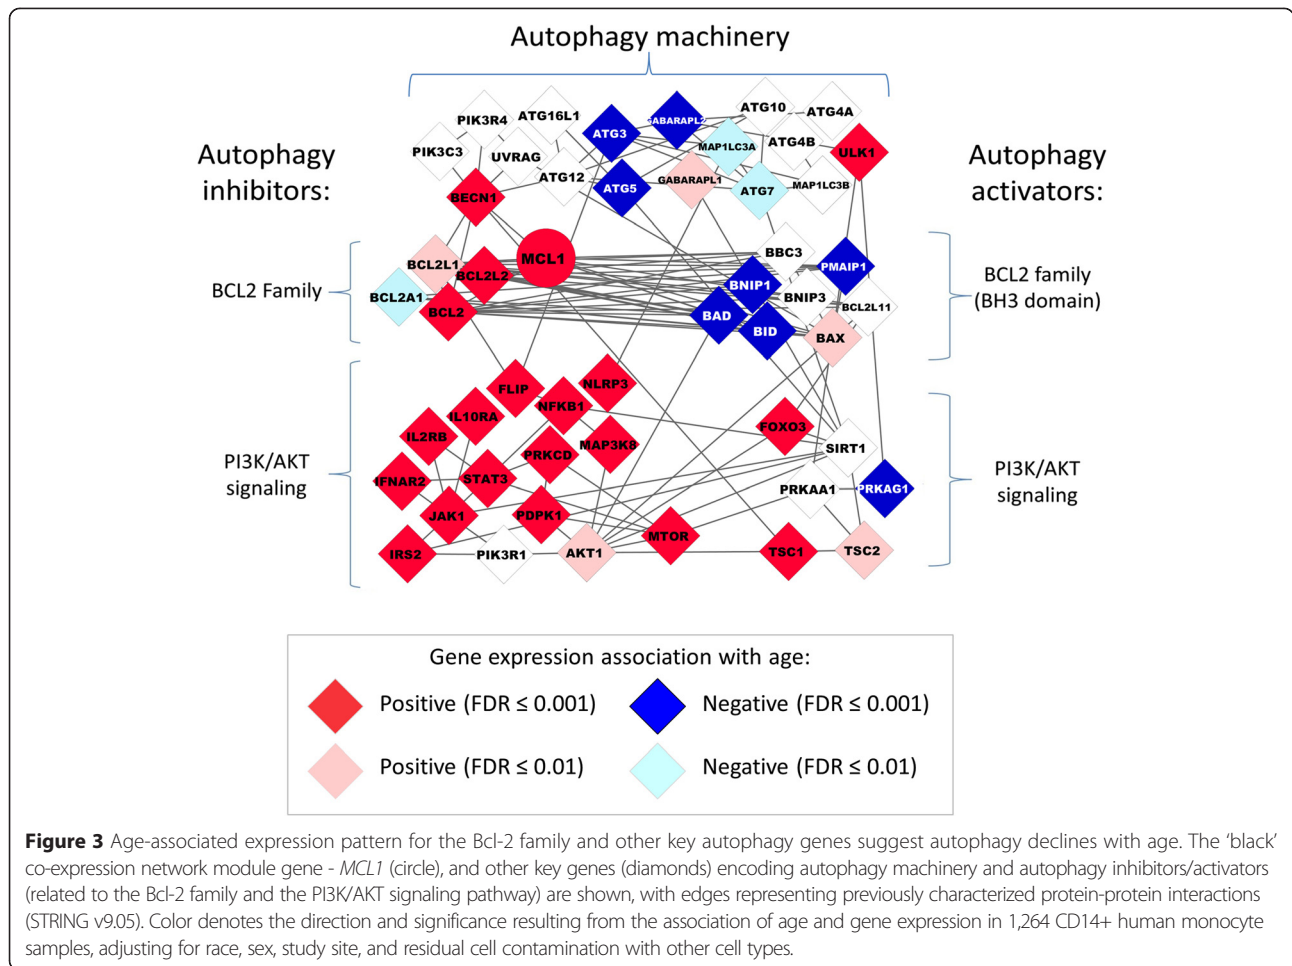 Autophagy machinery
Autophagy
inhibitors:
Autophagy
activators:
PIK3R4
ATG16L1
ATG3
GABARAPL2
ATG10
ATG4A
PIK3C3
UVRAG
MAP1LC3A
ATG4B
ULK1
ATG12
ATG5
GABARAPL1
ATG7
MAP1LC3B
BECN1
BCL2 Family
BCL2L1
BCL2L2
MCL1
BCL2A1
BCL2
BBC3
PMAIP1
BNIP1
BNIP3
BCL2L11
BAD
BID
BAX
BCL2 family
(BH3 domain)
PI3K/AKT
signaling
FLIP
NLRP3
NFKB1
IL10RA
IL2RB
MAP3K8
PRKCD
IFNAR2
STAT3
JAK1
PDPK1
IRS2
PIK3R1
AKT1
MTOR
FOXO3
SIRT1
PRKAA1
PRKAG1
TSC1
TSC2
PI3K/AKT
signaling
Gene expression association with age:
Positive (FDR ≤ 0.001)
Negative (FDR ≤ 0.001)
Positive (FDR ≤ 0.01)
Negative (FDR ≤ 0.01)
Figure 3 Age-associated expression pattern for the Bcl-2 family and other key autophagy genes suggest autophagy declines with age. The ‘black’
co-expression network module gene - MCL1 (circle), and other key genes (diamonds) encoding autophagy machinery and autophagy inhibitors/activators
(related to the Bcl-2 family and the PI3K/AKT signaling pathway) are shown, with edges representing previously characterized protein-protein interactions
(STRING v9.05). Color denotes the direction and significance resulting from the association of age and gene expression in 1,264 CD14+ human monocyte
samples, adjusting for race, sex, study site, and residual cell contamination with other cell types.